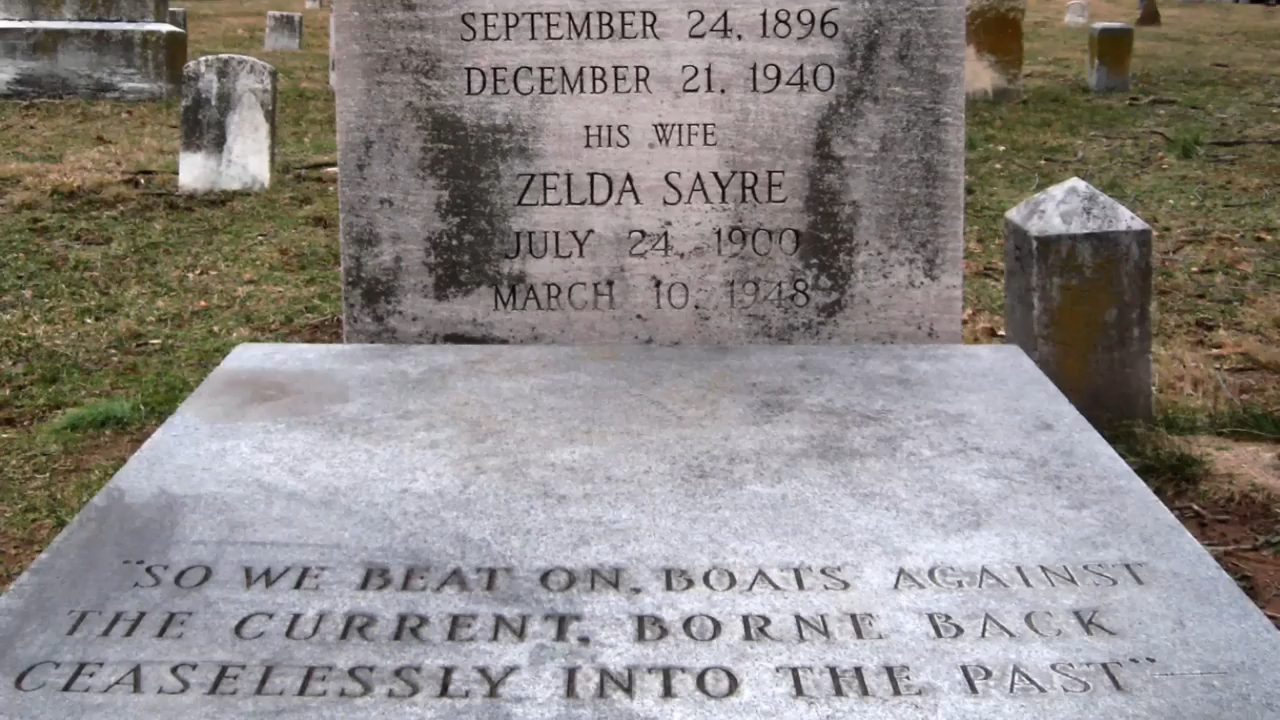 SEPTEMBER 24, 1896
DECEMBER 21, 1940
HIS WIFE
ZELDA SAYRE
JULY 24, 1900
MARCH 10, 1948
"SO WE BEAT ON, BOATS AGAINST
THE CURRENT, BORNE BACK
CEASELESSLY INTO THE PAST"—